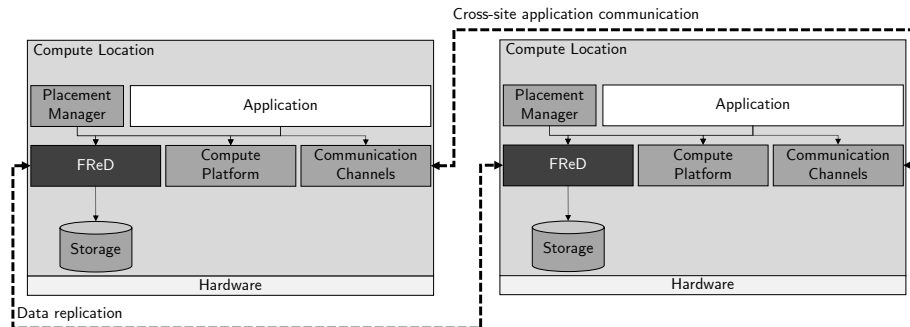 Cross-site application communication
Compute Location
Placement
Manager
Application
FReD
Compute
Platform
Communication
Channels
Storage
Hardware
Compute Location
Placement
Manager
Application
FReD
Compute
Platform
Communication
Channels
Storage
Hardware
Data replication